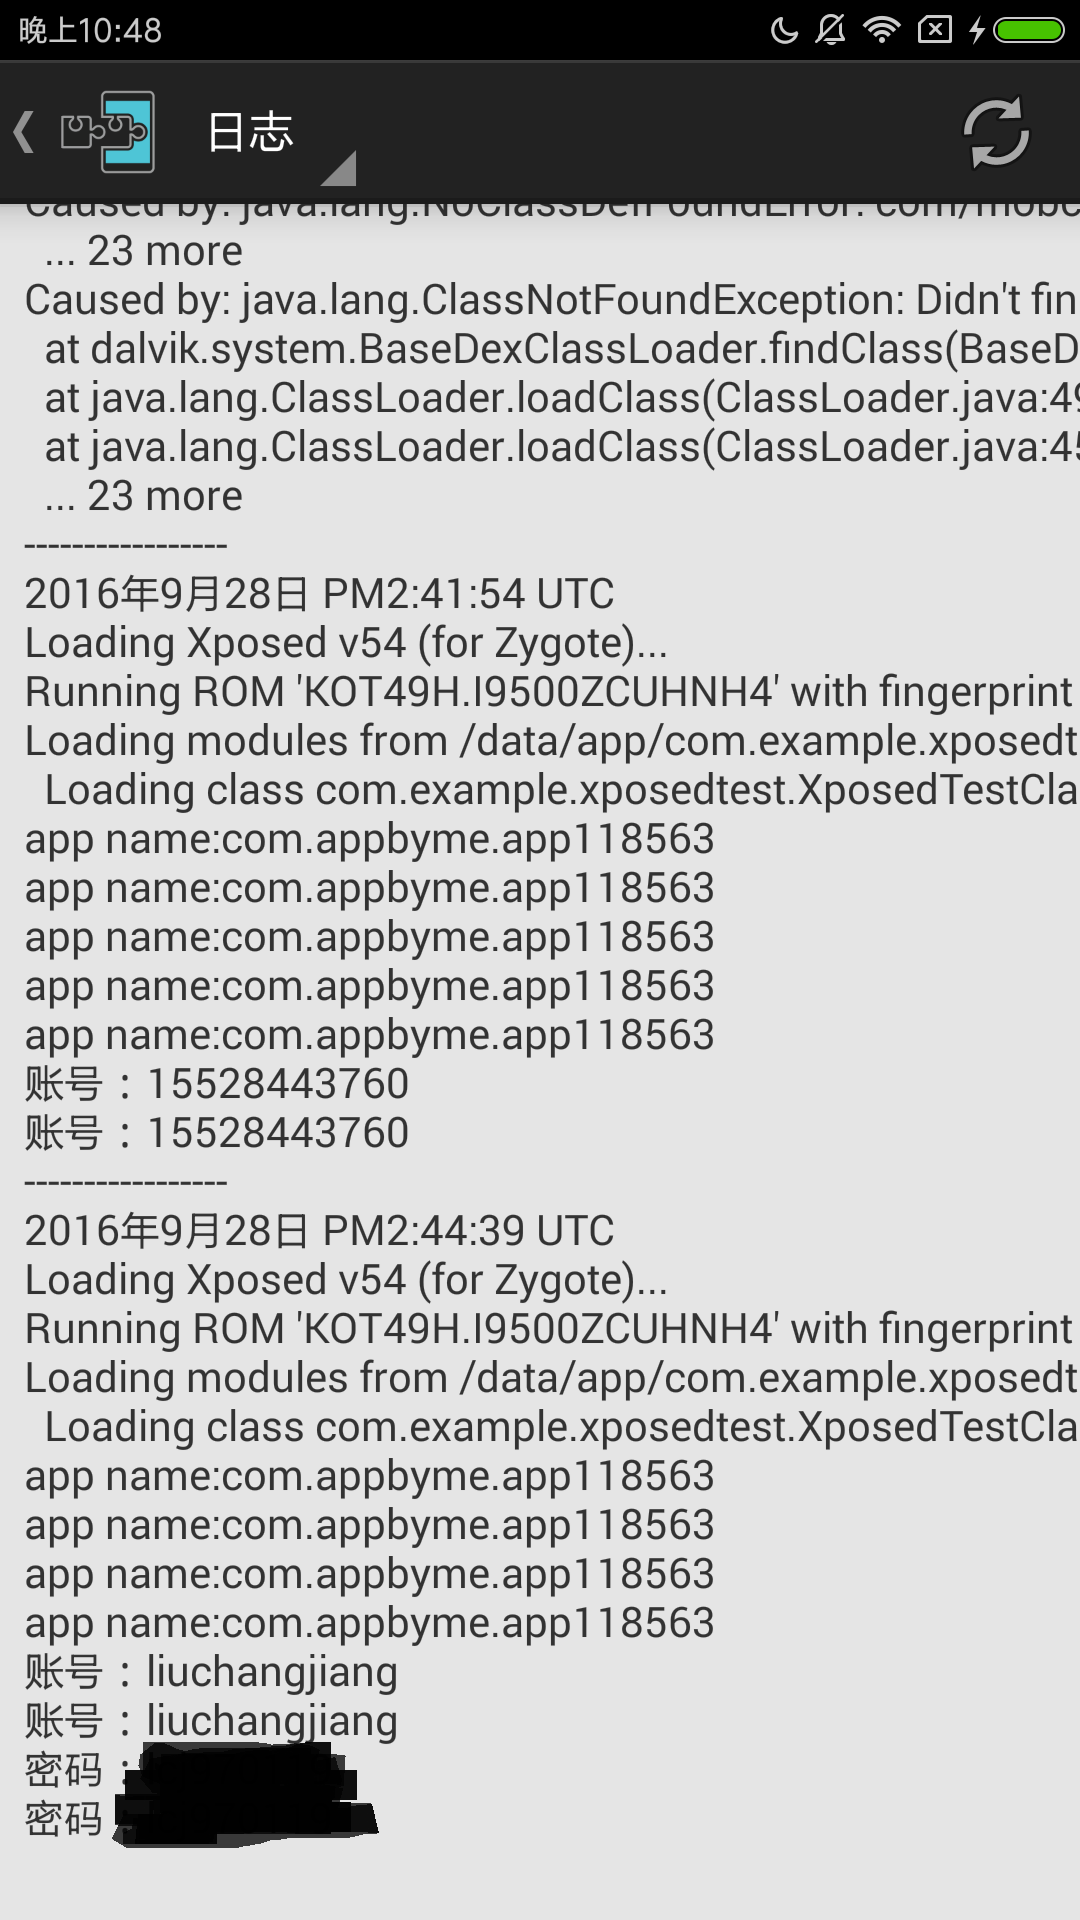 晚上10:48
日志
Caused by: java.lang.NoClassDefFoundError: com/mobc
... 23 more
Caused by: java.lang.ClassNotFoundException: Didn't fin
at dalvik.system.BaseDexClassLoader.findClass(BaseD
at java.lang.ClassLoader.loadClass(ClassLoader.java:49
at java.lang.ClassLoader.loadClass(ClassLoader.java:45
... 23 more
-----------------
2016年9月28日 PM2:41:54 UTC
Loading Xposed v54 (for Zygote)...
Running ROM 'KOT49H.I9500ZCUHNH4' with fingerprint
Loading modules from /data/app/com.example.xposedt
Loading class com.example.xposedtest.XposedTestCla
app name:com.appbyme.app118563
app name:com.appbyme.app118563
app name:com.appbyme.app118563
app name:com.appbyme.app118563
app name:com.appbyme.app118563
账号：15528443760
账号：15528443760
-----------------
2016年9月28日 PM2:44:39 UTC
Loading Xposed v54 (for Zygote)...
Running ROM 'KOT49H.I9500ZCUHNH4' with fingerprint
Loading modules from /data/app/com.example.xposedt
Loading class com.example.xposedtest.XposedTestCla
app name:com.appbyme.app118563
app name:com.appbyme.app118563
app name:com.appbyme.app118563
app name:com.appbyme.app118563
账号：liuchangjiang
账号：liuchangjiang
密码：
密码